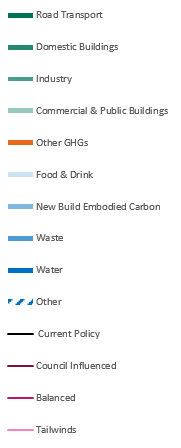 Road Transport
Domestic Buildings
Industry
Commercial & Public Buildings
Other GHGs
Food & Drink
New Build Embodied Carbon
Waste
Water
Other
Current Policy
Council Influenced
Balanced
Tailwinds